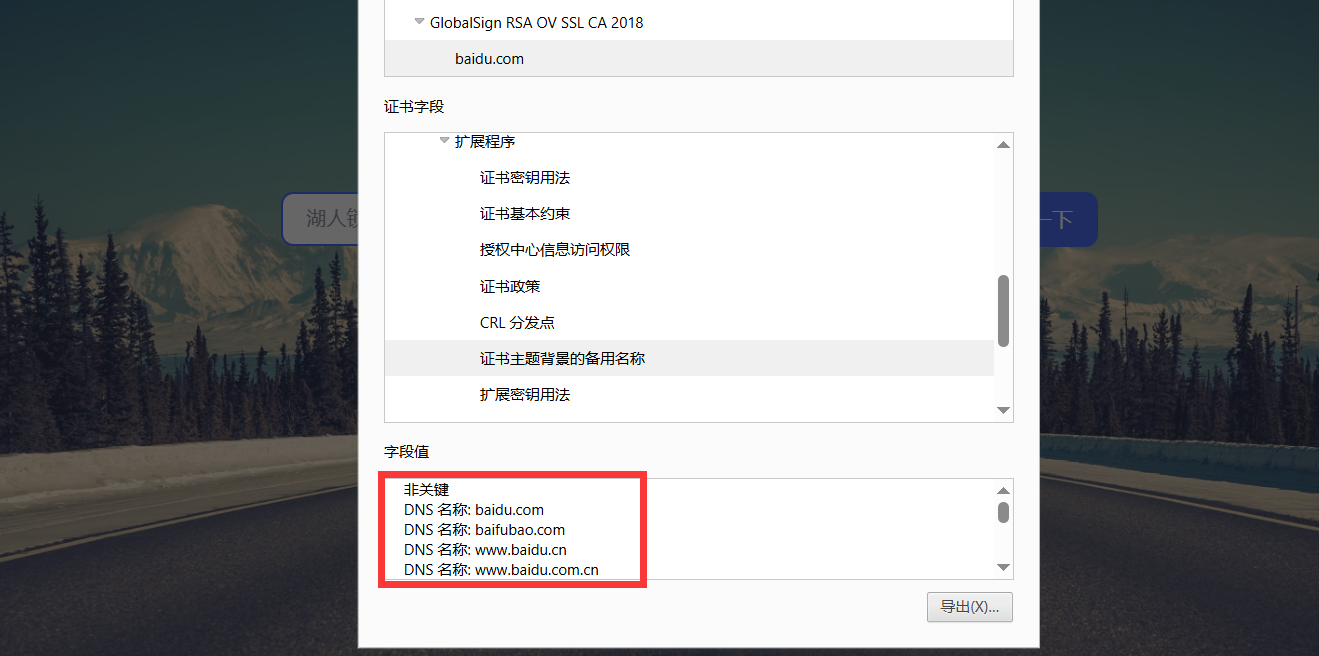 GlobalSign RSA OV SSL CA 2018
baidu.com
证书字段
扩展程序
证书密钥用法
证书基本约束
湖人
一下
授权中心信息访问权限
证书政策
CRL 分发点
证书主题背景的备用名称
扩展密钥用法
字段值
非关键
DNS 名称: baidu.com
DNS 名称: baifubao.com
DNS 名称: www.baidu.cn
DNS 名称: www.baidu.com.cn
导出(X)...